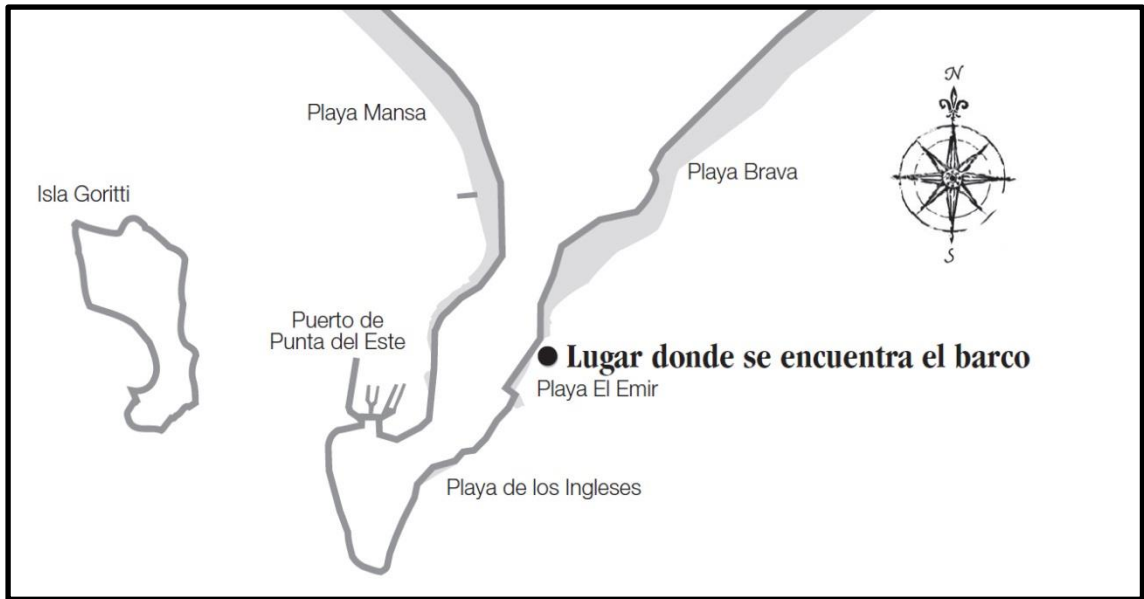 N
Playa Mansa
Playa Brava
Isla Goritti
S
Puerto de
Punta del Este
Lugar donde se encuentra el barco
Playa El Emir
Playa de los Ingleses